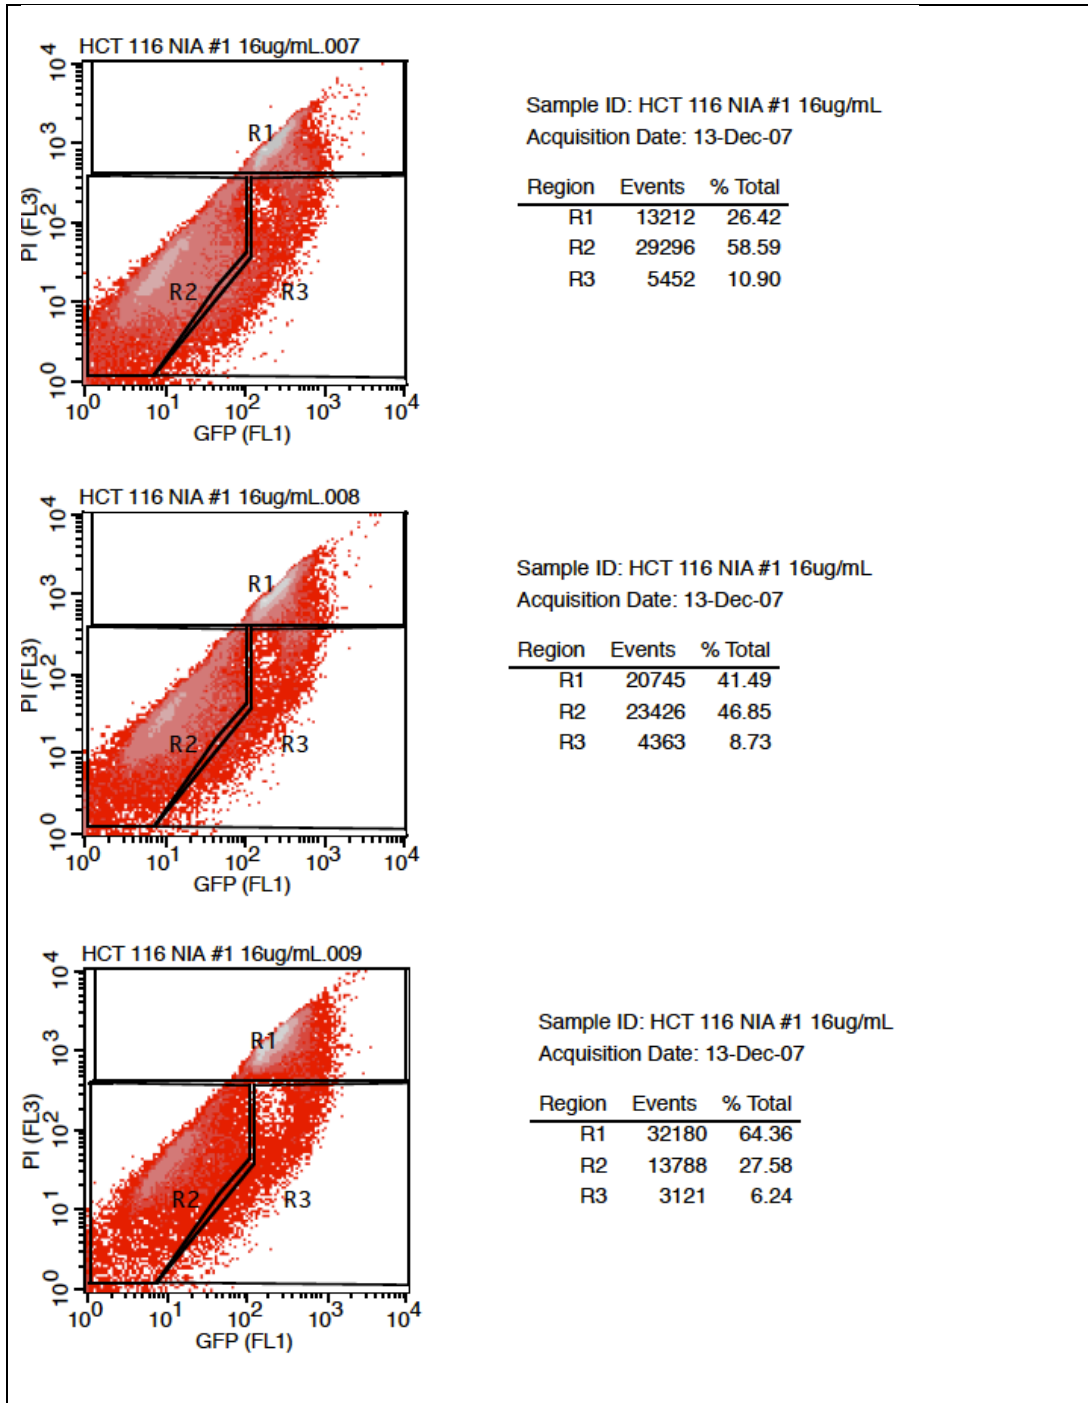 HCT 116 NIA #1 16ug/mL.007
10^4
10^3
10^2
10^1
10^0
PI (FL3)
R1
R2
R3
10^0 10^1 10^2 10^3 10^4
GFP (FL1)
Sample ID: HCT 116 NIA #1 16ug/mL
Acquisition Date: 13-Dec-07
Region Events % Total
R1 13212 26.42
R2 29296 58.59
R3 5452 10.90
HCT 116 NIA #1 16ug/mL.008
10^4
10^3
10^2
10^1
10^0
PI (FL3)
R1
R2
R3
10^0 10^1 10^2 10^3 10^4
GFP (FL1)
Sample ID: HCT 116 NIA #1 16ug/mL
Acquisition Date: 13-Dec-07
Region Events % Total
R1 20745 41.49
R2 23426 46.85
R3 4363 8.73
HCT 116 NIA #1 16ug/mL.009
10^4
10^3
10^2
10^1
10^0
PI (FL3)
R1
R2
R3
10^0 10^1 10^2 10^3 10^4
GFP (FL1)
Sample ID: HCT 116 NIA #1 16ug/mL
Acquisition Date: 13-Dec-07
Region Events % Total
R1 32180 64.36
R2 13788 27.58
R3 3121 6.24